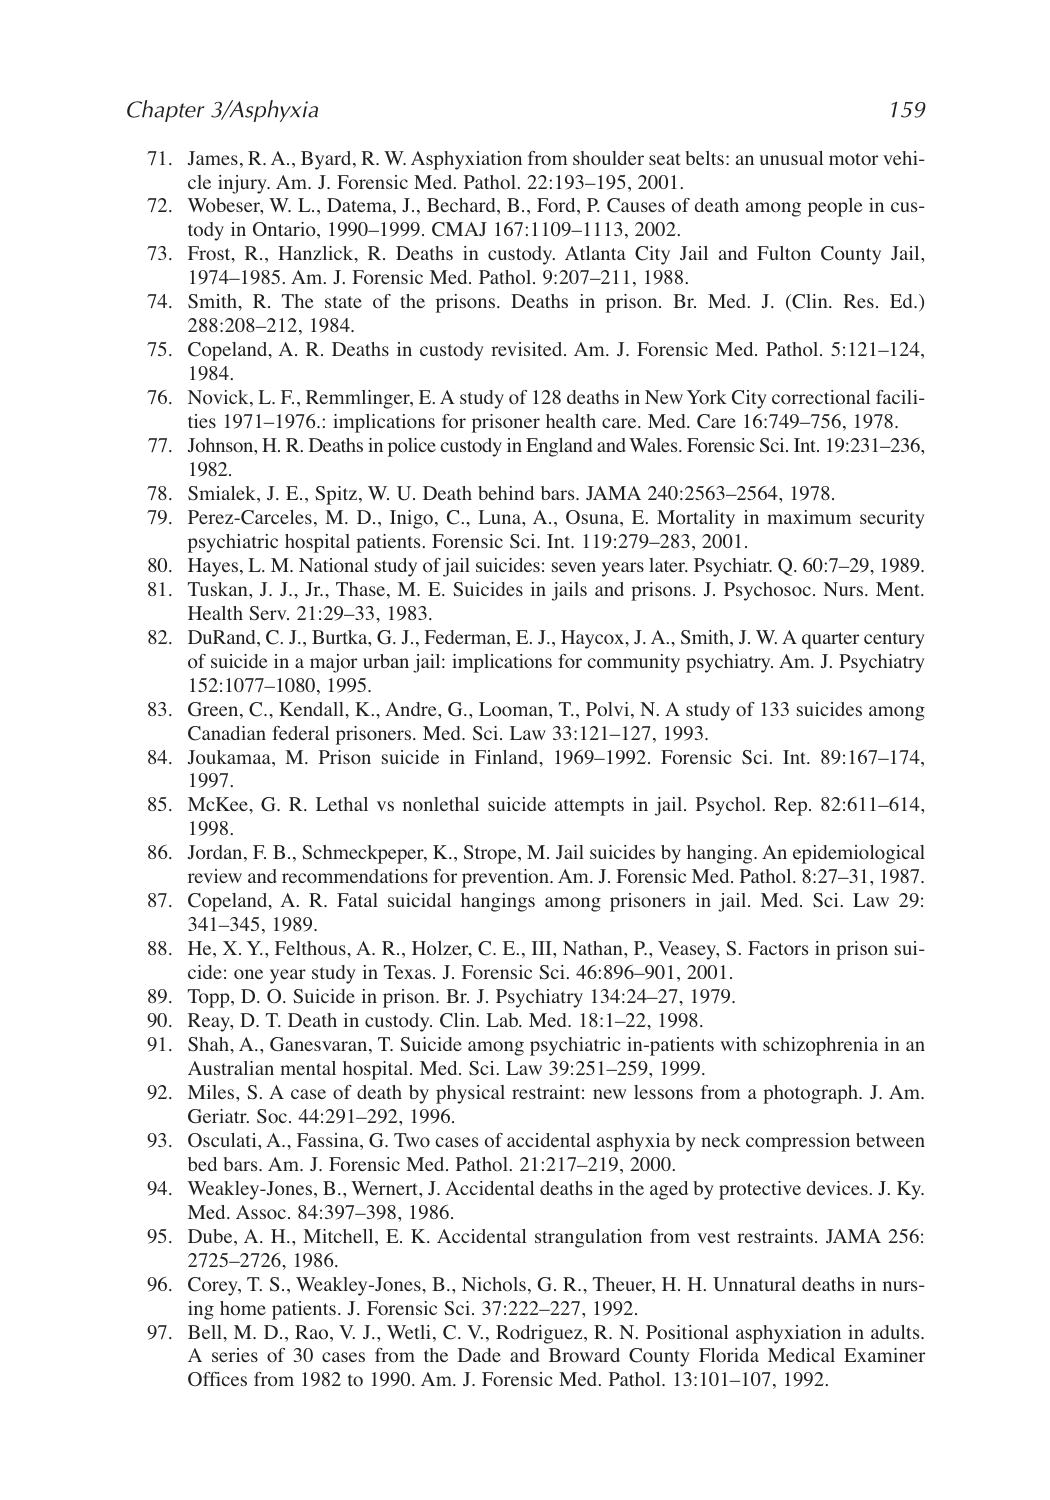 Chapter 3/Asphyxia 159
71. James, R. A., Byard, R. W. Asphyxiation from shoulder seat belts: an unusual motor vehi-
cle injury. Am. J. Forensic Med. Pathol. 22:193–195, 2001.
72. Wobeser, W. L., Datema, J., Bechard, B., Ford, P. Causes of death among people in cus-
tody in Ontario, 1990–1999. CMAJ 167:1109–1113, 2002.
73. Frost, R., Hanzlick, R. Deaths in custody. Atlanta City Jail and Fulton County Jail,
1974–1985. Am. J. Forensic Med. Pathol. 9:207–211, 1988.
74. Smith, R. The state of the prisons. Deaths in prison. Br. Med. J. (Clin. Res. Ed.)
288:208–212, 1984.
75. Copeland, A. R. Deaths in custody revisited. Am. J. Forensic Med. Pathol. 5:121–124,
1984.
76. Novick, L. F., Remmlinger, E. A study of 128 deaths in New York City correctional facili-
ties 1971–1976.: implications for prisoner health care. Med. Care 16:749–756, 1978.
77. Johnson, H. R. Deaths in police custody in England and Wales. Forensic Sci. Int. 19:231–236,
1982.
78. Smialek, J. E., Spitz, W. U. Death behind bars. JAMA 240:2563–2564, 1978.
79. Perez-Carceles, M. D., Inigo, C., Luna, A., Osuna, E. Mortality in maximum security
psychiatric hospital patients. Forensic Sci. Int. 119:279–283, 2001.
80. Hayes, L. M. National study of jail suicides: seven years later. Psychiatr. Q. 60:7–29, 1989.
81. Tuskan, J. J., Jr., Thase, M. E. Suicides in jails and prisons. J. Psychosoc. Nurs. Ment.
Health Serv. 21:29–33, 1983.
82. DuRand, C. J., Burtka, G. J., Federman, E. J., Haycox, J. A., Smith, J. W. A quarter century
of suicide in a major urban jail: implications for community psychiatry. Am. J. Psychiatry
152:1077–1080, 1995.
83. Green, C., Kendall, K., Andre, G., Looman, T., Polvi, N. A study of 133 suicides among
Canadian federal prisoners. Med. Sci. Law 33:121–127, 1993.
84. Joukamaa, M. Prison suicide in Finland, 1969–1992. Forensic Sci. Int. 89:167–174,
1997.
85. McKee, G. R. Lethal vs nonlethal suicide attempts in jail. Psychol. Rep. 82:611–614,
1998.
86. Jordan, F. B., Schmeckpeper, K., Strope, M. Jail suicides by hanging. An epidemiological
review and recommendations for prevention. Am. J. Forensic Med. Pathol. 8:27–31, 1987.
87. Copeland, A. R. Fatal suicidal hangings among prisoners in jail. Med. Sci. Law 29:
341–345, 1989.
88. He, X. Y., Felthous, A. R., Holzer, C. E., III, Nathan, P., Veasey, S. Factors in prison sui-
cide: one year study in Texas. J. Forensic Sci. 46:896–901, 2001.
89. Topp, D. O. Suicide in prison. Br. J. Psychiatry 134:24–27, 1979.
90. Reay, D. T. Death in custody. Clin. Lab. Med. 18:1–22, 1998.
91. Shah, A., Ganesvaran, T. Suicide among psychiatric in-patients with schizophrenia in an
Australian mental hospital. Med. Sci. Law 39:251–259, 1999.
92. Miles, S. A case of death by physical restraint: new lessons from a photograph. J. Am.
Geriatr. Soc. 44:291–292, 1996.
93. Osculati, A., Fassina, G. Two cases of accidental asphyxia by neck compression between
bed bars. Am. J. Forensic Med. Pathol. 21:217–219, 2000.
94. Weakley-Jones, B., Wernert, J. Accidental deaths in the aged by protective devices. J. Ky.
Med. Assoc. 84:397–398, 1986.
95. Dube, A. H., Mitchell, E. K. Accidental strangulation from vest restraints. JAMA 256:
2725–2726, 1986.
96. Corey, T. S., Weakley-Jones, B., Nichols, G. R., Theuer, H. H. Unnatural deaths in nurs-
ing home patients. J. Forensic Sci. 37:222–227, 1992.
97. Bell, M. D., Rao, V. J., Wetli, C. V., Rodriguez, R. N. Positional asphyxiation in adults.
A series of 30 cases from the Dade and Broward County Florida Medical Examiner
Offices from 1982 to 1990. Am. J. Forensic Med. Pathol. 13:101–107, 1992.